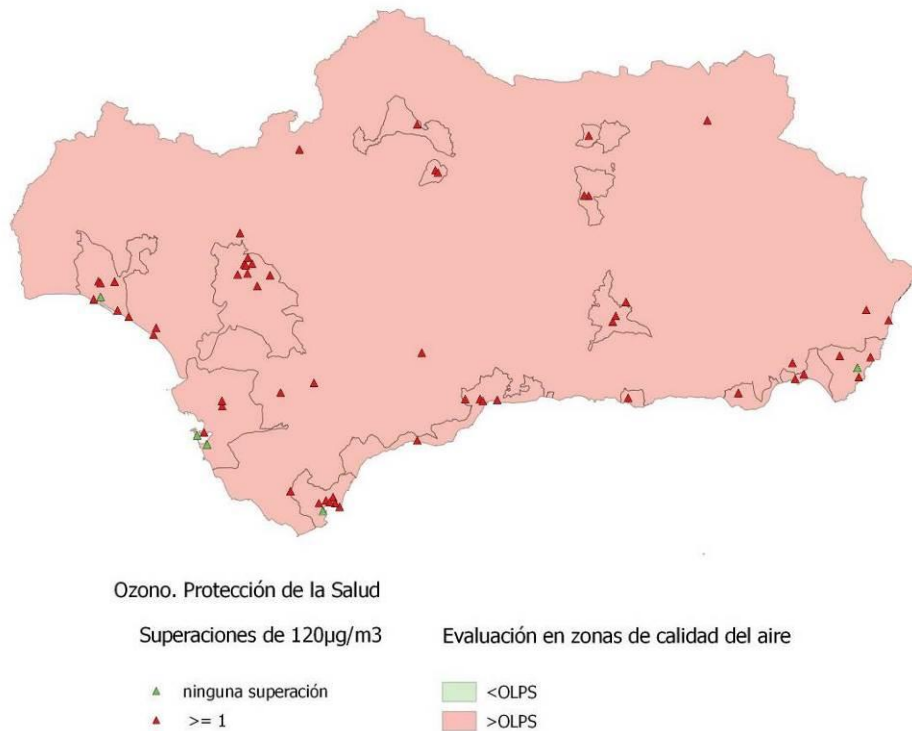 Ozono. Protección de la Salud
Superaciones de 120µg/m3
Evaluación en zonas de calidad del aire
ninguna superación
<OLPS
>= 1
>OLPS